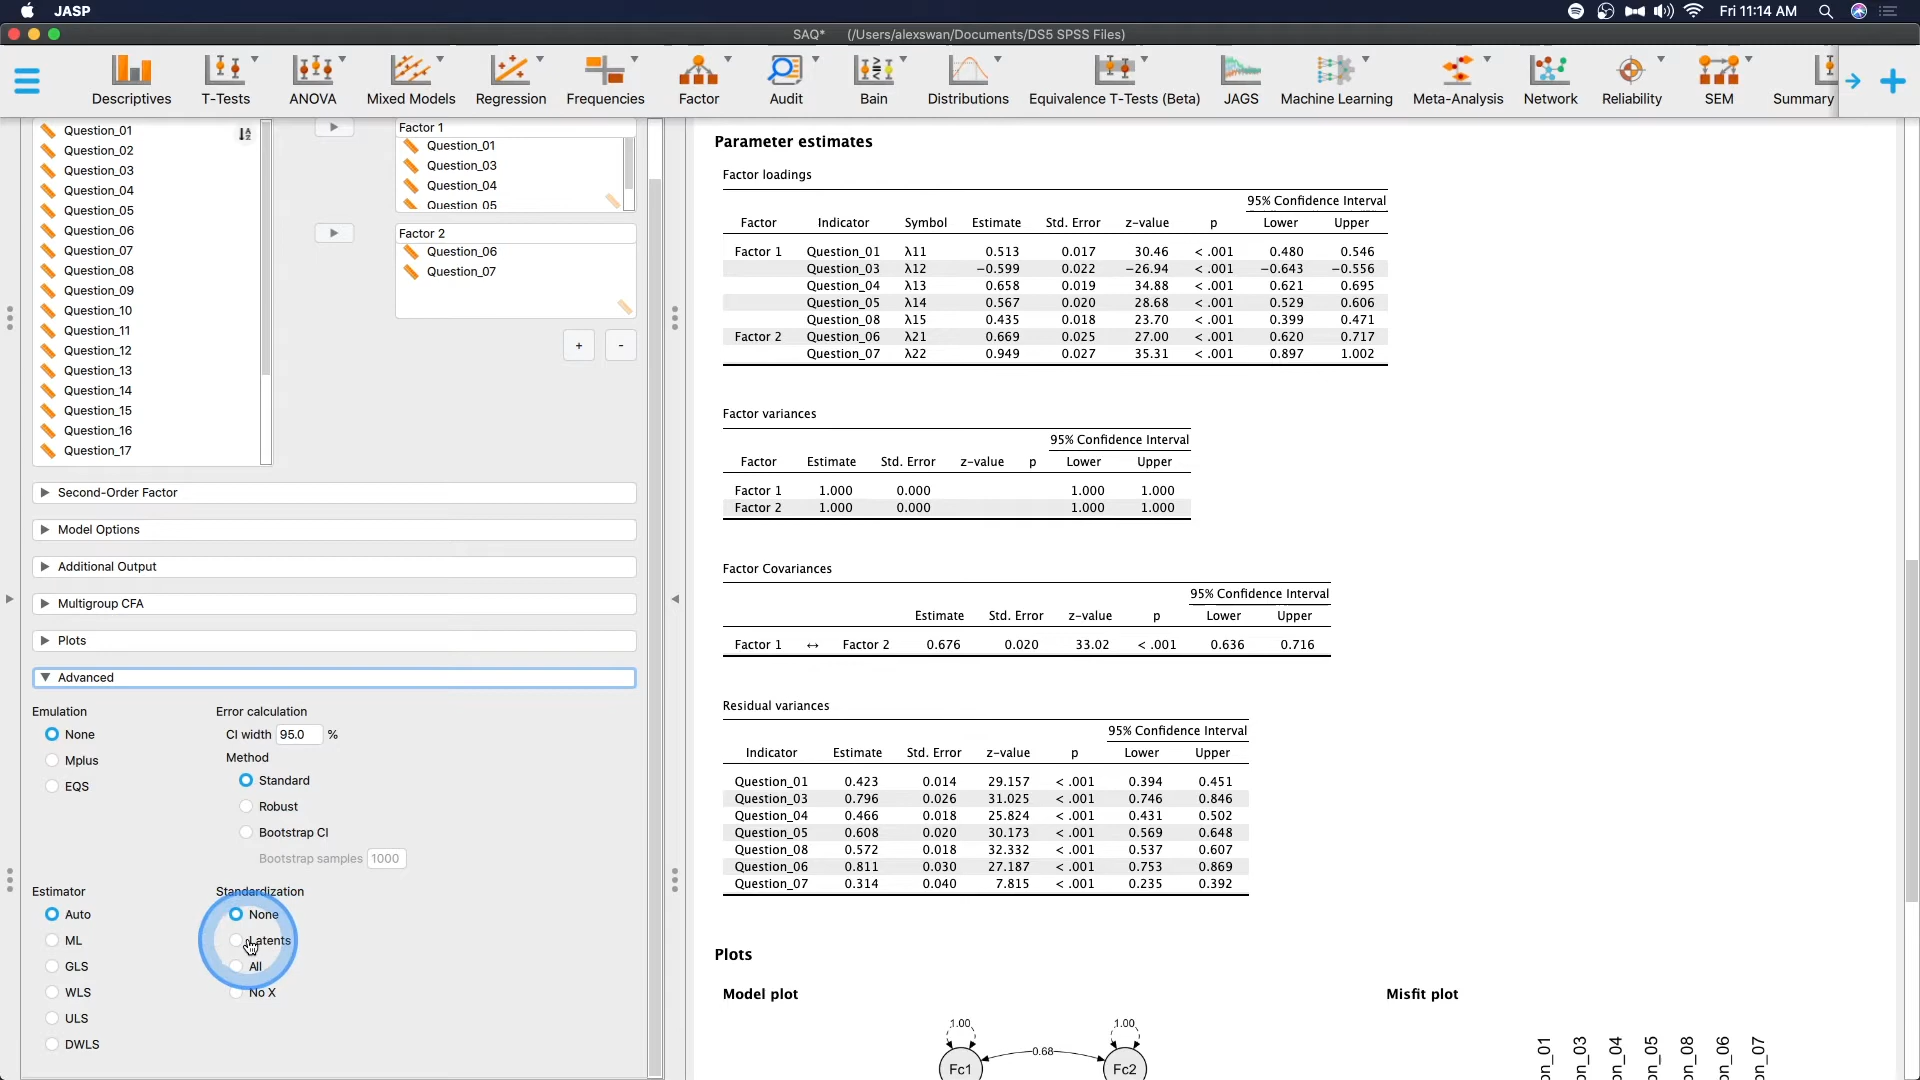 JASP
Fri 11:14 AM
SAQ* (/Users/alexswan/Documents/DS5 SPSS Files)
Descriptives T-Tests ANOVA Mixed Models Regression Frequencies Factor Audit Bain Distributions Equivalence T-Tests (Beta) JAGS Machine Learning Meta-Analysis Network Reliability SEM Summary
Question_01
Question_02
Question_03
Question_04
Question_05
Question_06
Question_07
Question_08
Question_09
Question_10
Question_11
Question_12
Question_13
Question_14
Question_15
Question_16
Question_17
Factor 1
Question_01
Question_03
Question_04
Question_05
Factor 2
Question_06
Question_07
+ -
Second-Order Factor
Model Options
Additional Output
Multigroup CFA
Plots
Advanced
Emulation
None
Mplus
EQS
Error calculation
CI width 95.0 %
Method
Standard
Robust
Bootstrap CI
Bootstrap samples 1000
Estimator
Auto
ML
GLS
WLS
ULS
DWLS
Standardization
None
Latents
All
No X
Parameter estimates
Factor loadings
95% Confidence Interval
Factor Indicator Symbol Estimate Std. Error z-value p Lower Upper
Factor 1 Question_01 λ11 0.513 0.017 30.46 < .001 0.480 0.546
Question_03 λ12 −0.599 0.022 −26.94 < .001 −0.643 −0.556
Question_04 λ13 0.658 0.019 34.88 < .001 0.621 0.695
Question_05 λ14 0.567 0.020 28.68 < .001 0.529 0.606
Question_08 λ15 0.435 0.018 23.70 < .001 0.399 0.471
Factor 2 Question_06 λ21 0.669 0.025 27.00 < .001 0.620 0.717
Question_07 λ22 0.949 0.027 35.31 < .001 0.897 1.002
Factor variances
95% Confidence Interval
Factor Estimate Std. Error z-value p Lower Upper
Factor 1 1.000 0.000 1.000 1.000
Factor 2 1.000 0.000 1.000 1.000
Factor Covariances
95% Confidence Interval
Estimate Std. Error z-value p Lower Upper
Factor 1 ↔ Factor 2 0.676 0.020 33.02 < .001 0.636 0.716
Residual variances
95% Confidence Interval
Indicator Estimate Std. Error z-value p Lower Upper
Question_01 0.423 0.014 29.157 < .001 0.394 0.451
Question_03 0.796 0.026 31.025 < .001 0.746 0.846
Question_04 0.466 0.018 25.824 < .001 0.431 0.502
Question_05 0.608 0.020 30.173 < .001 0.569 0.648
Question_08 0.572 0.018 32.332 < .001 0.537 0.607
Question_06 0.811 0.030 27.187 < .001 0.753 0.869
Question_07 0.314 0.040 7.815 < .001 0.235 0.392
Plots
Model plot
1.00 1.00
0.68
Fc1 Fc2
Misfit plot
on_01
on_03
on_04
on_05
on_08
on_06
on_07